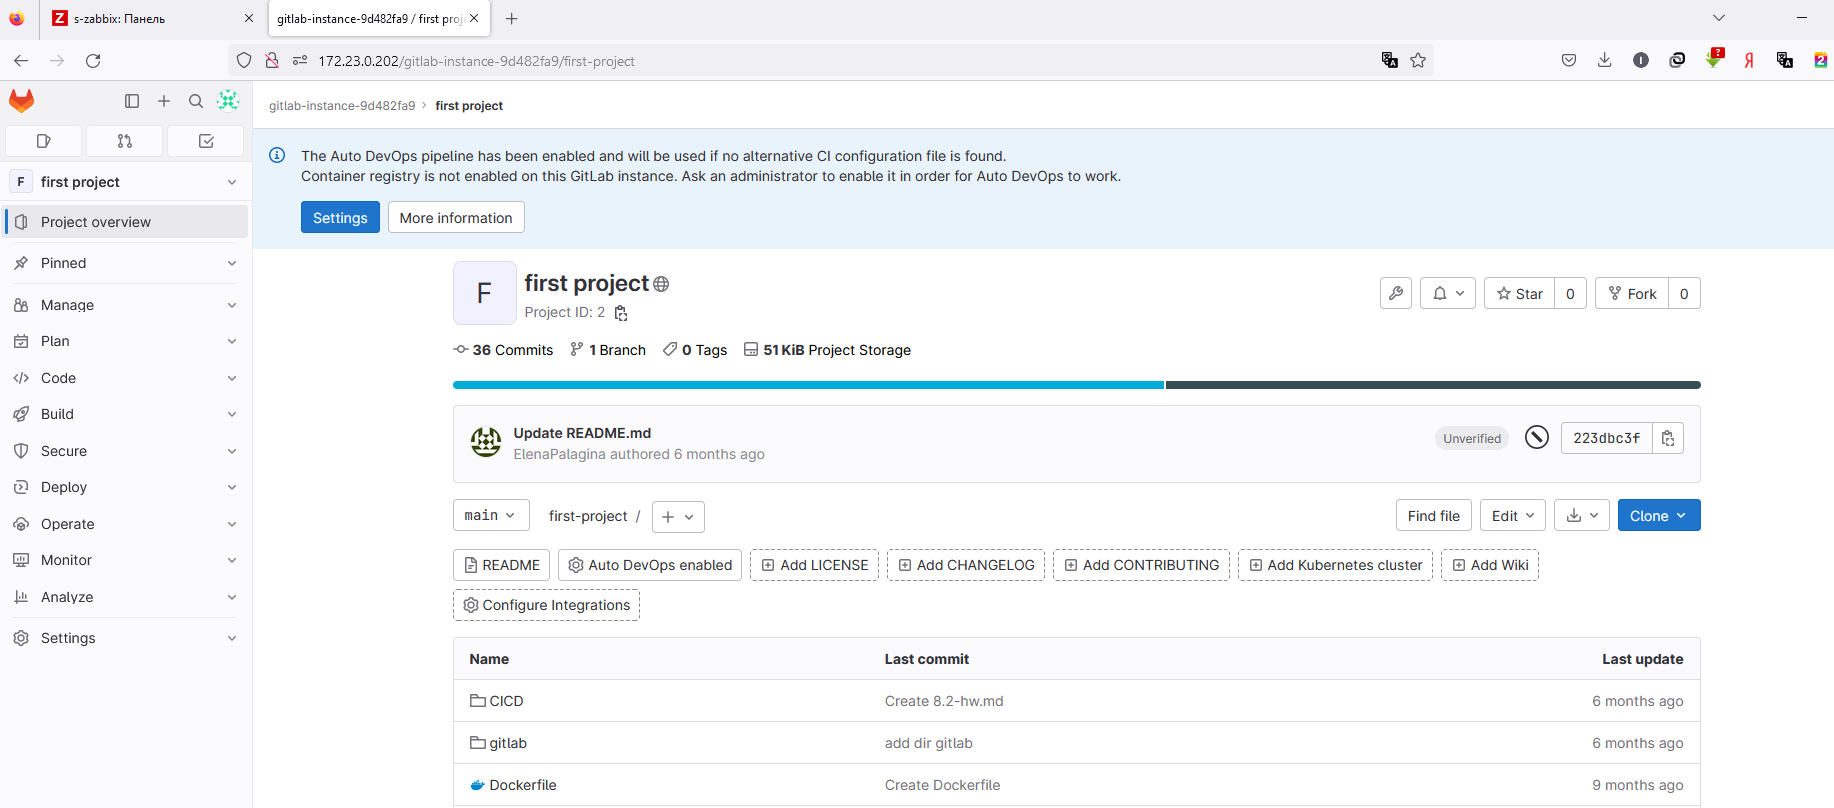 s-zabbix: Панель
gitlab-instance-9d482fa9 / first proj
172.23.0.202/gitlab-instance-9d482fa9/first-project
gitlab-instance-9d482fa9 › first project
The Auto DevOps pipeline has been enabled and will be used if no alternative CI configuration file is found.
Container registry is not enabled on this GitLab instance. Ask an administrator to enable it in order for Auto DevOps to work.
Settings More information
F first project
Project overview
Pinned
Manage
Plan
Code
Build
Secure
Deploy
Operate
Monitor
Analyze
Settings
F
first project
Project ID: 2
Star 0 Fork 0
36 Commits 1 Branch 0 Tags 51 KiB Project Storage
Update README.md
ElenaPalagina authored 6 months ago
Unverified 223dbc3f
main first-project / +
Find file Edit Clone
README Auto DevOps enabled Add LICENSE Add CHANGELOG Add CONTRIBUTING Add Kubernetes cluster Add Wiki
Configure Integrations
Name Last commit Last update
CICD Create 8.2-hw.md 6 months ago
gitlab add dir gitlab 6 months ago
Dockerfile Create Dockerfile 9 months ago